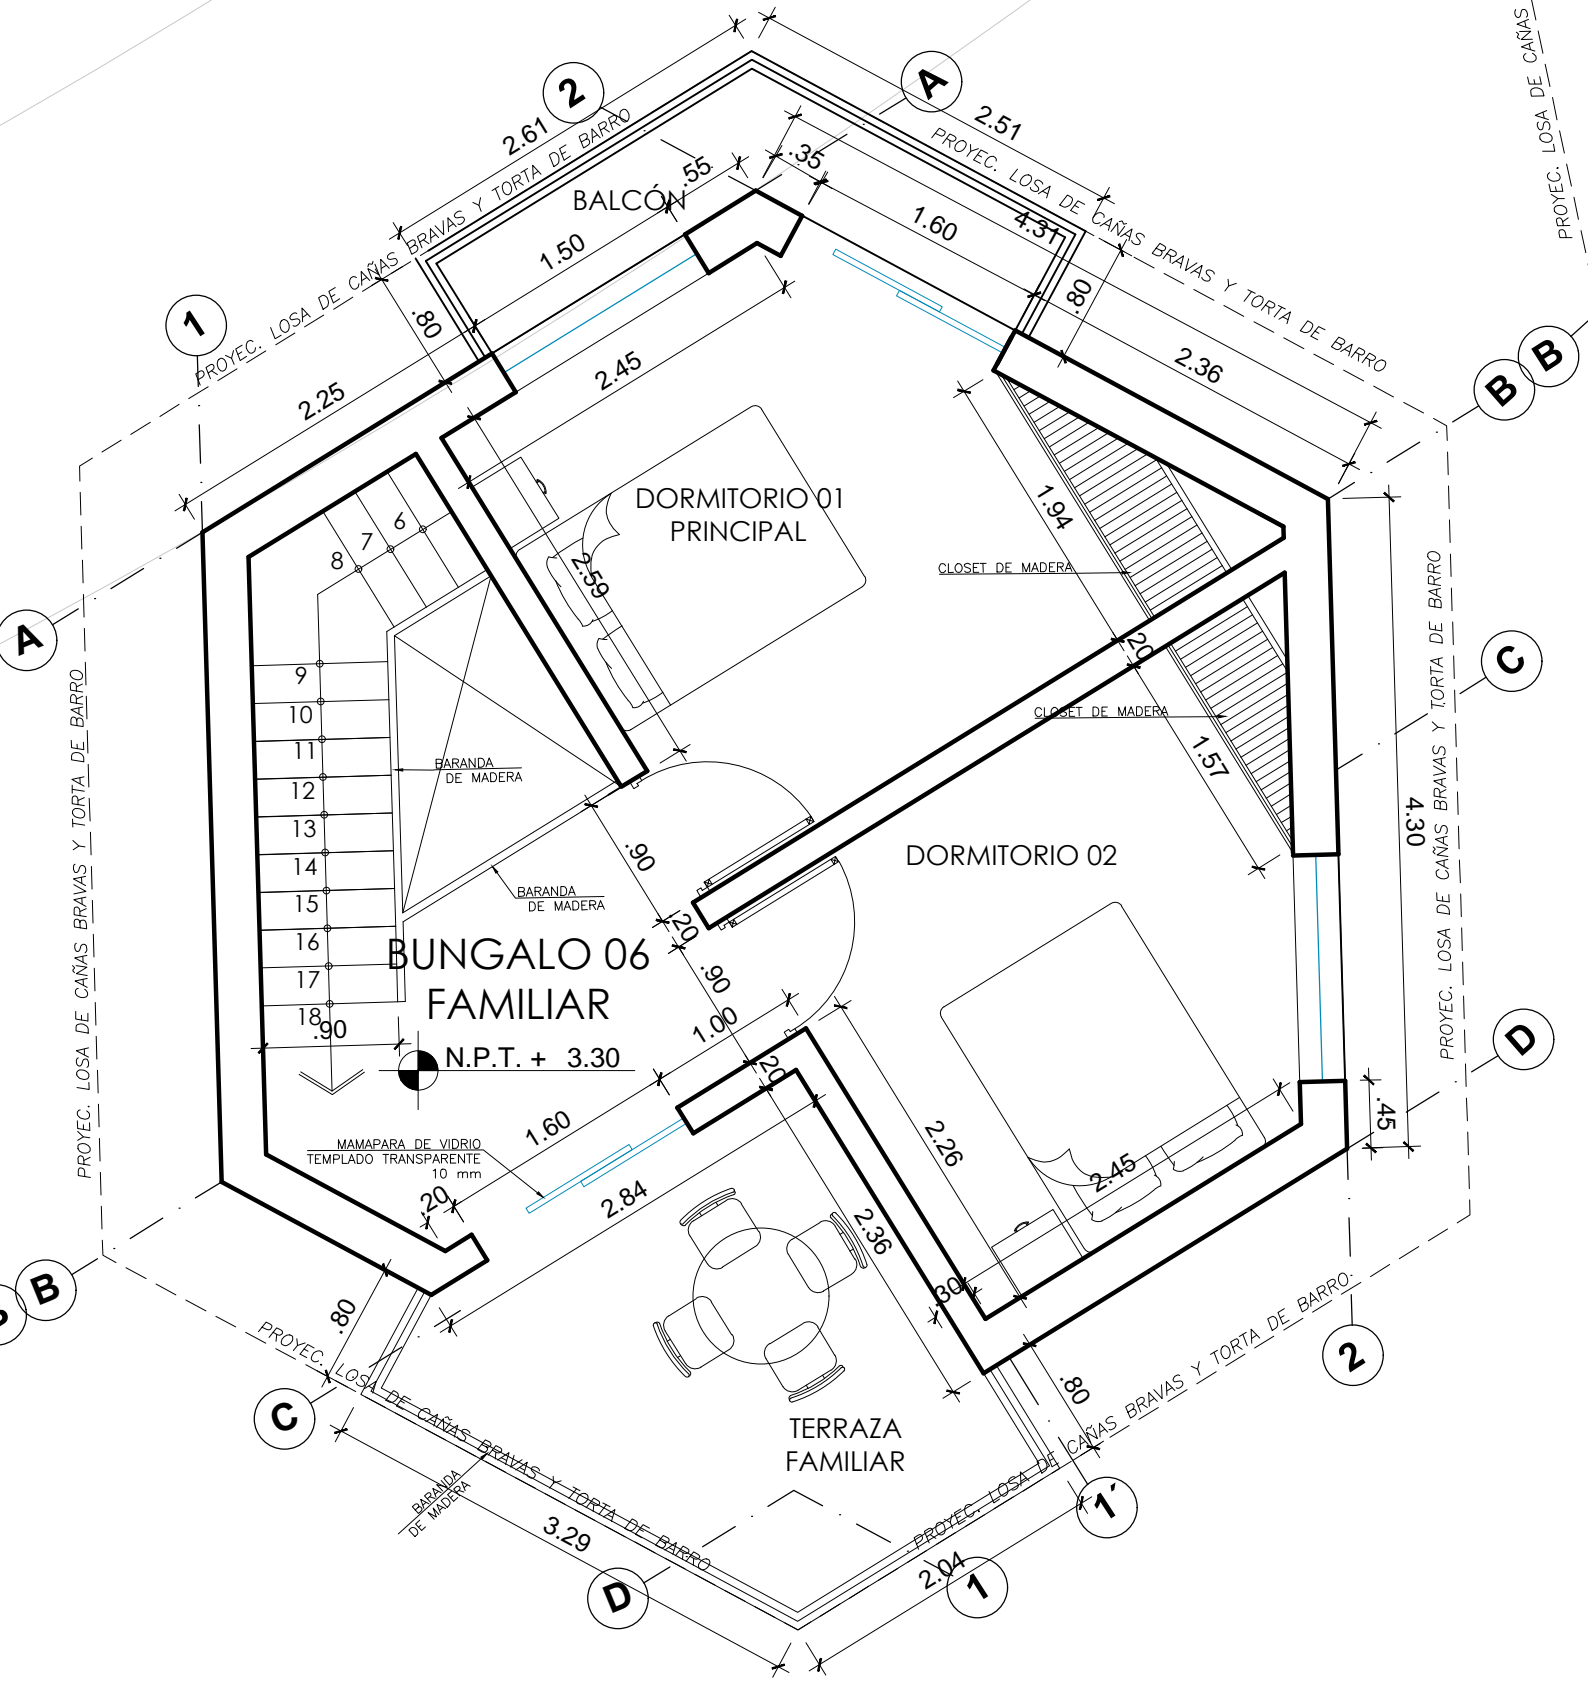 2
A
2.61
2.51
PROYEC. LOSA DE CAÑAS BRAVAS Y TORTA DE BARRO
PROYEC. LOSA DE CAÑAS BRAVAS Y TORTA DE BARRO
PROYEC. LOSA DE CAÑAS
BALCÓN
.55
.35
1.50
1.60
4.31
.80
.80
1
2.25
2.45
2.36
B
B
DORMITORIO 01
PRINCIPAL
1.94
2.59
6
7
8
CLOSET DE MADERA
.20
A
C
9
10
11
12
13
14
15
16
17
18
CLOSET DE MADERA
1.57
BARANDA
DE MADERA
BARANDA
DE MADERA
.90
.20
.90
DORMITORIO 02
4.30
PROYEC. LOSA DE CAÑAS BRAVAS Y TORTA DE BARRO
PROYEC. LOSA DE CAÑAS BRAVAS Y TORTA DE BARRO
BUNGALO 06
FAMILIAR
.90
N.P.T. + 3.30
1.00
.20
D
.45
MAMAPARA DE VIDRIO
TEMPLADO TRANSPARENTE
10 mm
1.60
2.26
2.45
.20
2.84
2.36
.30
B
.80
.80
2
PROYEC. LOSA DE CAÑAS BRAVAS Y TORTA DE BARRO
PROYEC. LOSA DE CAÑAS BRAVAS Y TORTA DE BARRO
C
TERRAZA
FAMILIAR
BARANDA
DE MADERA
1´
3.29
2.04
D
1